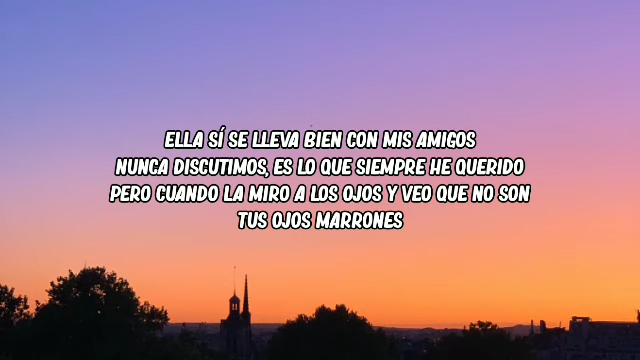 ELLA SÍ SE LLEVA BIEN CON MIS AMIGOS
NUNCA DISCUTIMOS, ES LO QUE SIEMPRE HE QUERIDO
PERO CUANDO LA MIRO A LOS OJOS Y VEO QUE NO SON
TUS OJOS MARRONES